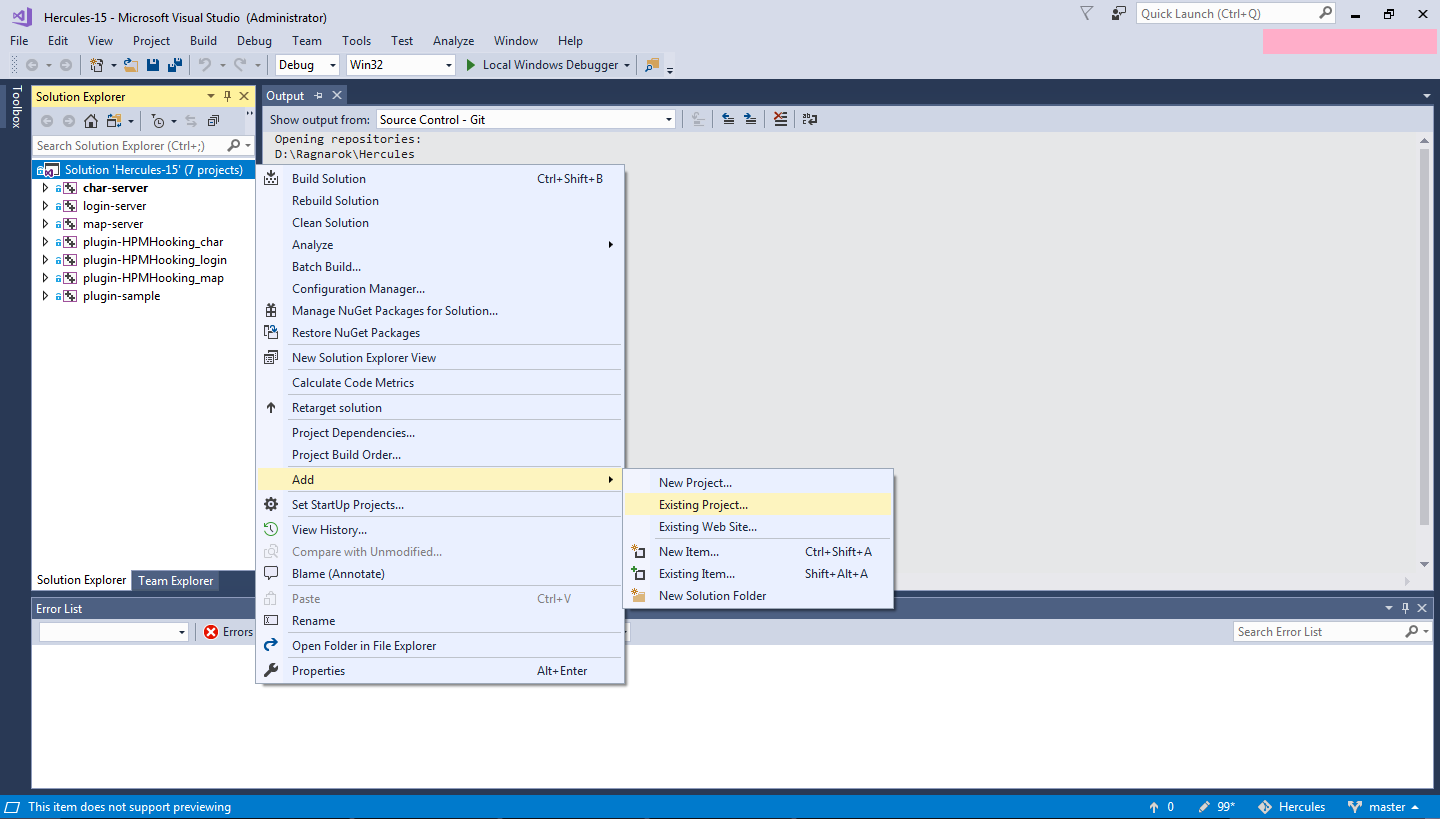 Hercules-15 - Microsoft Visual Studio (Administrator)
Quick Launch (Ctrl+Q)
File Edit View Project Build Debug Team Tools Test Analyze Window Help
Debug Win32 Local Windows Debugger
Toolbox
Solution Explorer
Search Solution Explorer (Ctrl+;)
Solution 'Hercules-15' (7 projects)
char-server
login-server
map-server
plugin-HPMHooking_char
plugin-HPMHooking_login
plugin-HPMHooking_map
plugin-sample
Solution Explorer Team Explorer
Output
Show output from: Source Control - Git
Opening repositories:
D:\Ragnarok\Hercules
Build Solution Ctrl+Shift+B
Rebuild Solution
Clean Solution
Analyze
Batch Build...
Configuration Manager...
Manage NuGet Packages for Solution...
Restore NuGet Packages
New Solution Explorer View
Calculate Code Metrics
Retarget solution
Project Dependencies...
Project Build Order...
Add
Set StartUp Projects...
View History...
Compare with Unmodified...
Blame (Annotate)
Paste Ctrl+V
Rename
Open Folder in File Explorer
Properties Alt+Enter
New Project...
Existing Project...
Existing Web Site...
New Item... Ctrl+Shift+A
Existing Item... Shift+Alt+A
New Solution Folder
Error List
Errors
Search Error List
This item does not support previewing
0 99* Hercules master